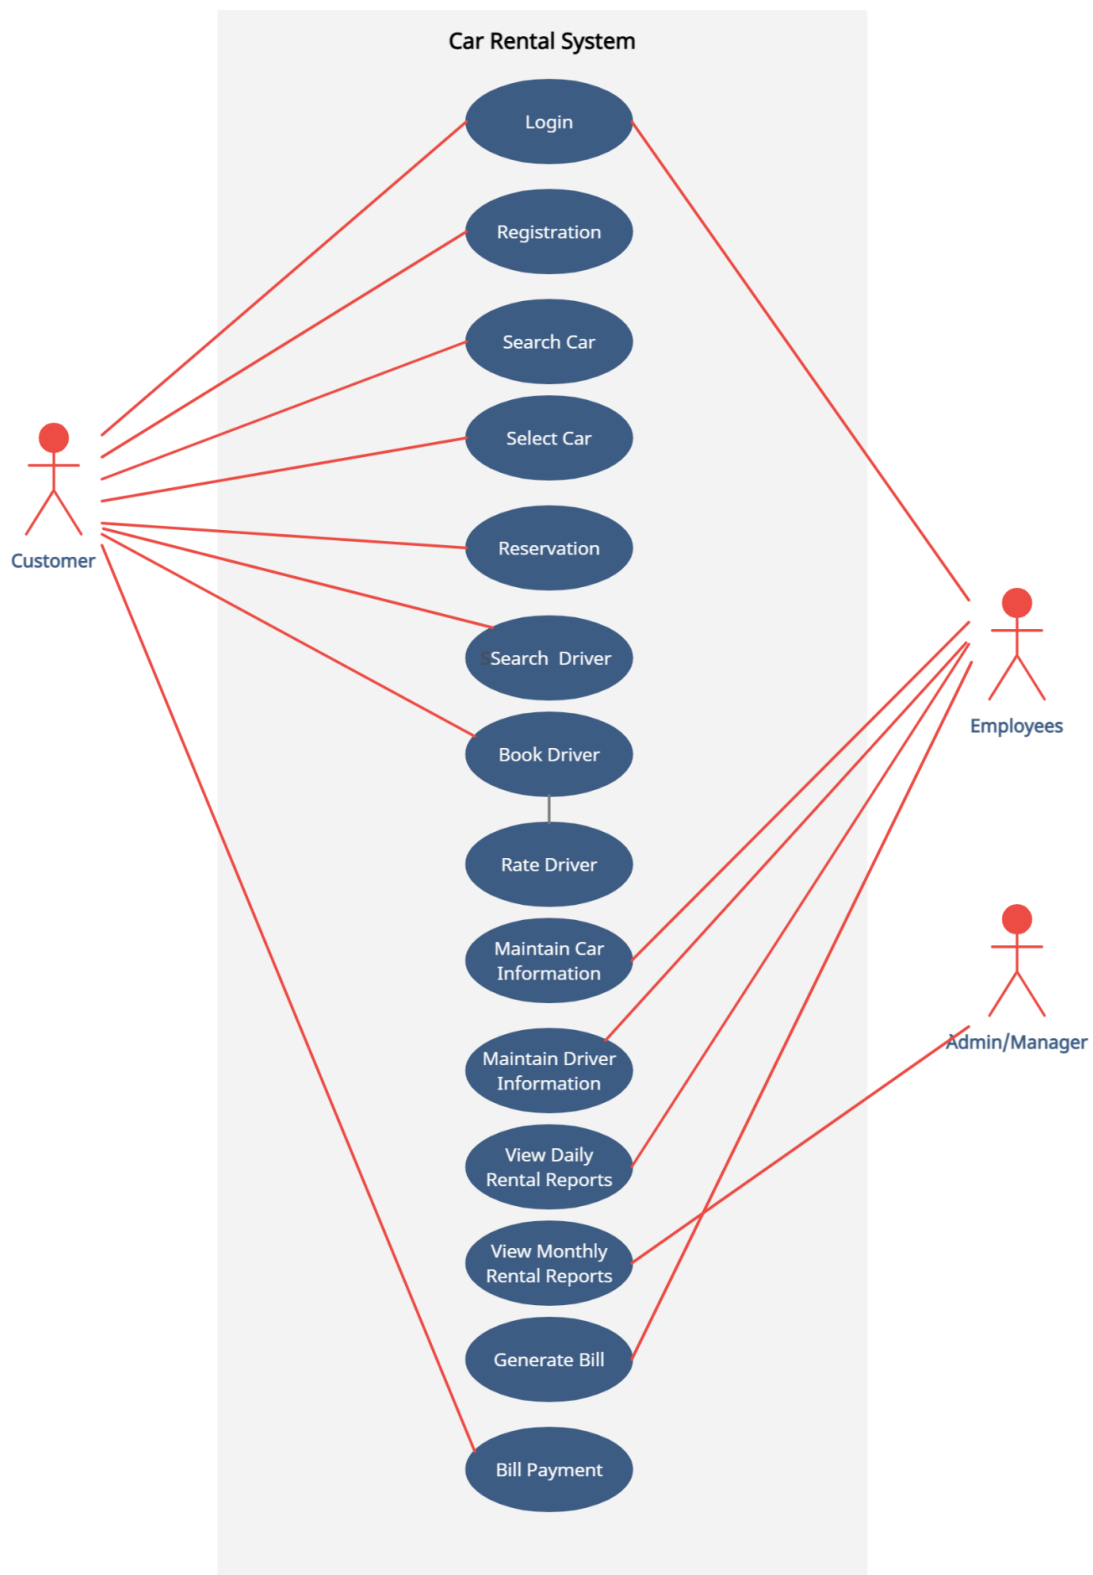 Car Rental System
Login
Registration
Search Car
Select Car
Customer
Reservation
SSearch  Driver
Employees
Book Driver
Rate Driver
Maintain Car
Information
Admin/Manager
Maintain Driver
Information
View Daily
Rental Reports
View Monthly
Rental Reports
Generate Bill
Bill Payment